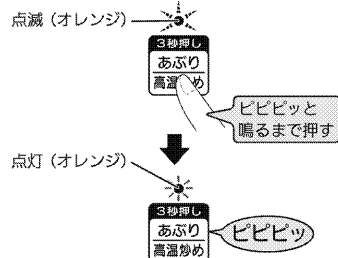 点滅（オレンジ）
3秒押し
あぶり
高温炒め
ピピピッと
鳴るまで押す
点灯（オレンジ）
3秒押し
あぶり
高温炒め
ピピピッ